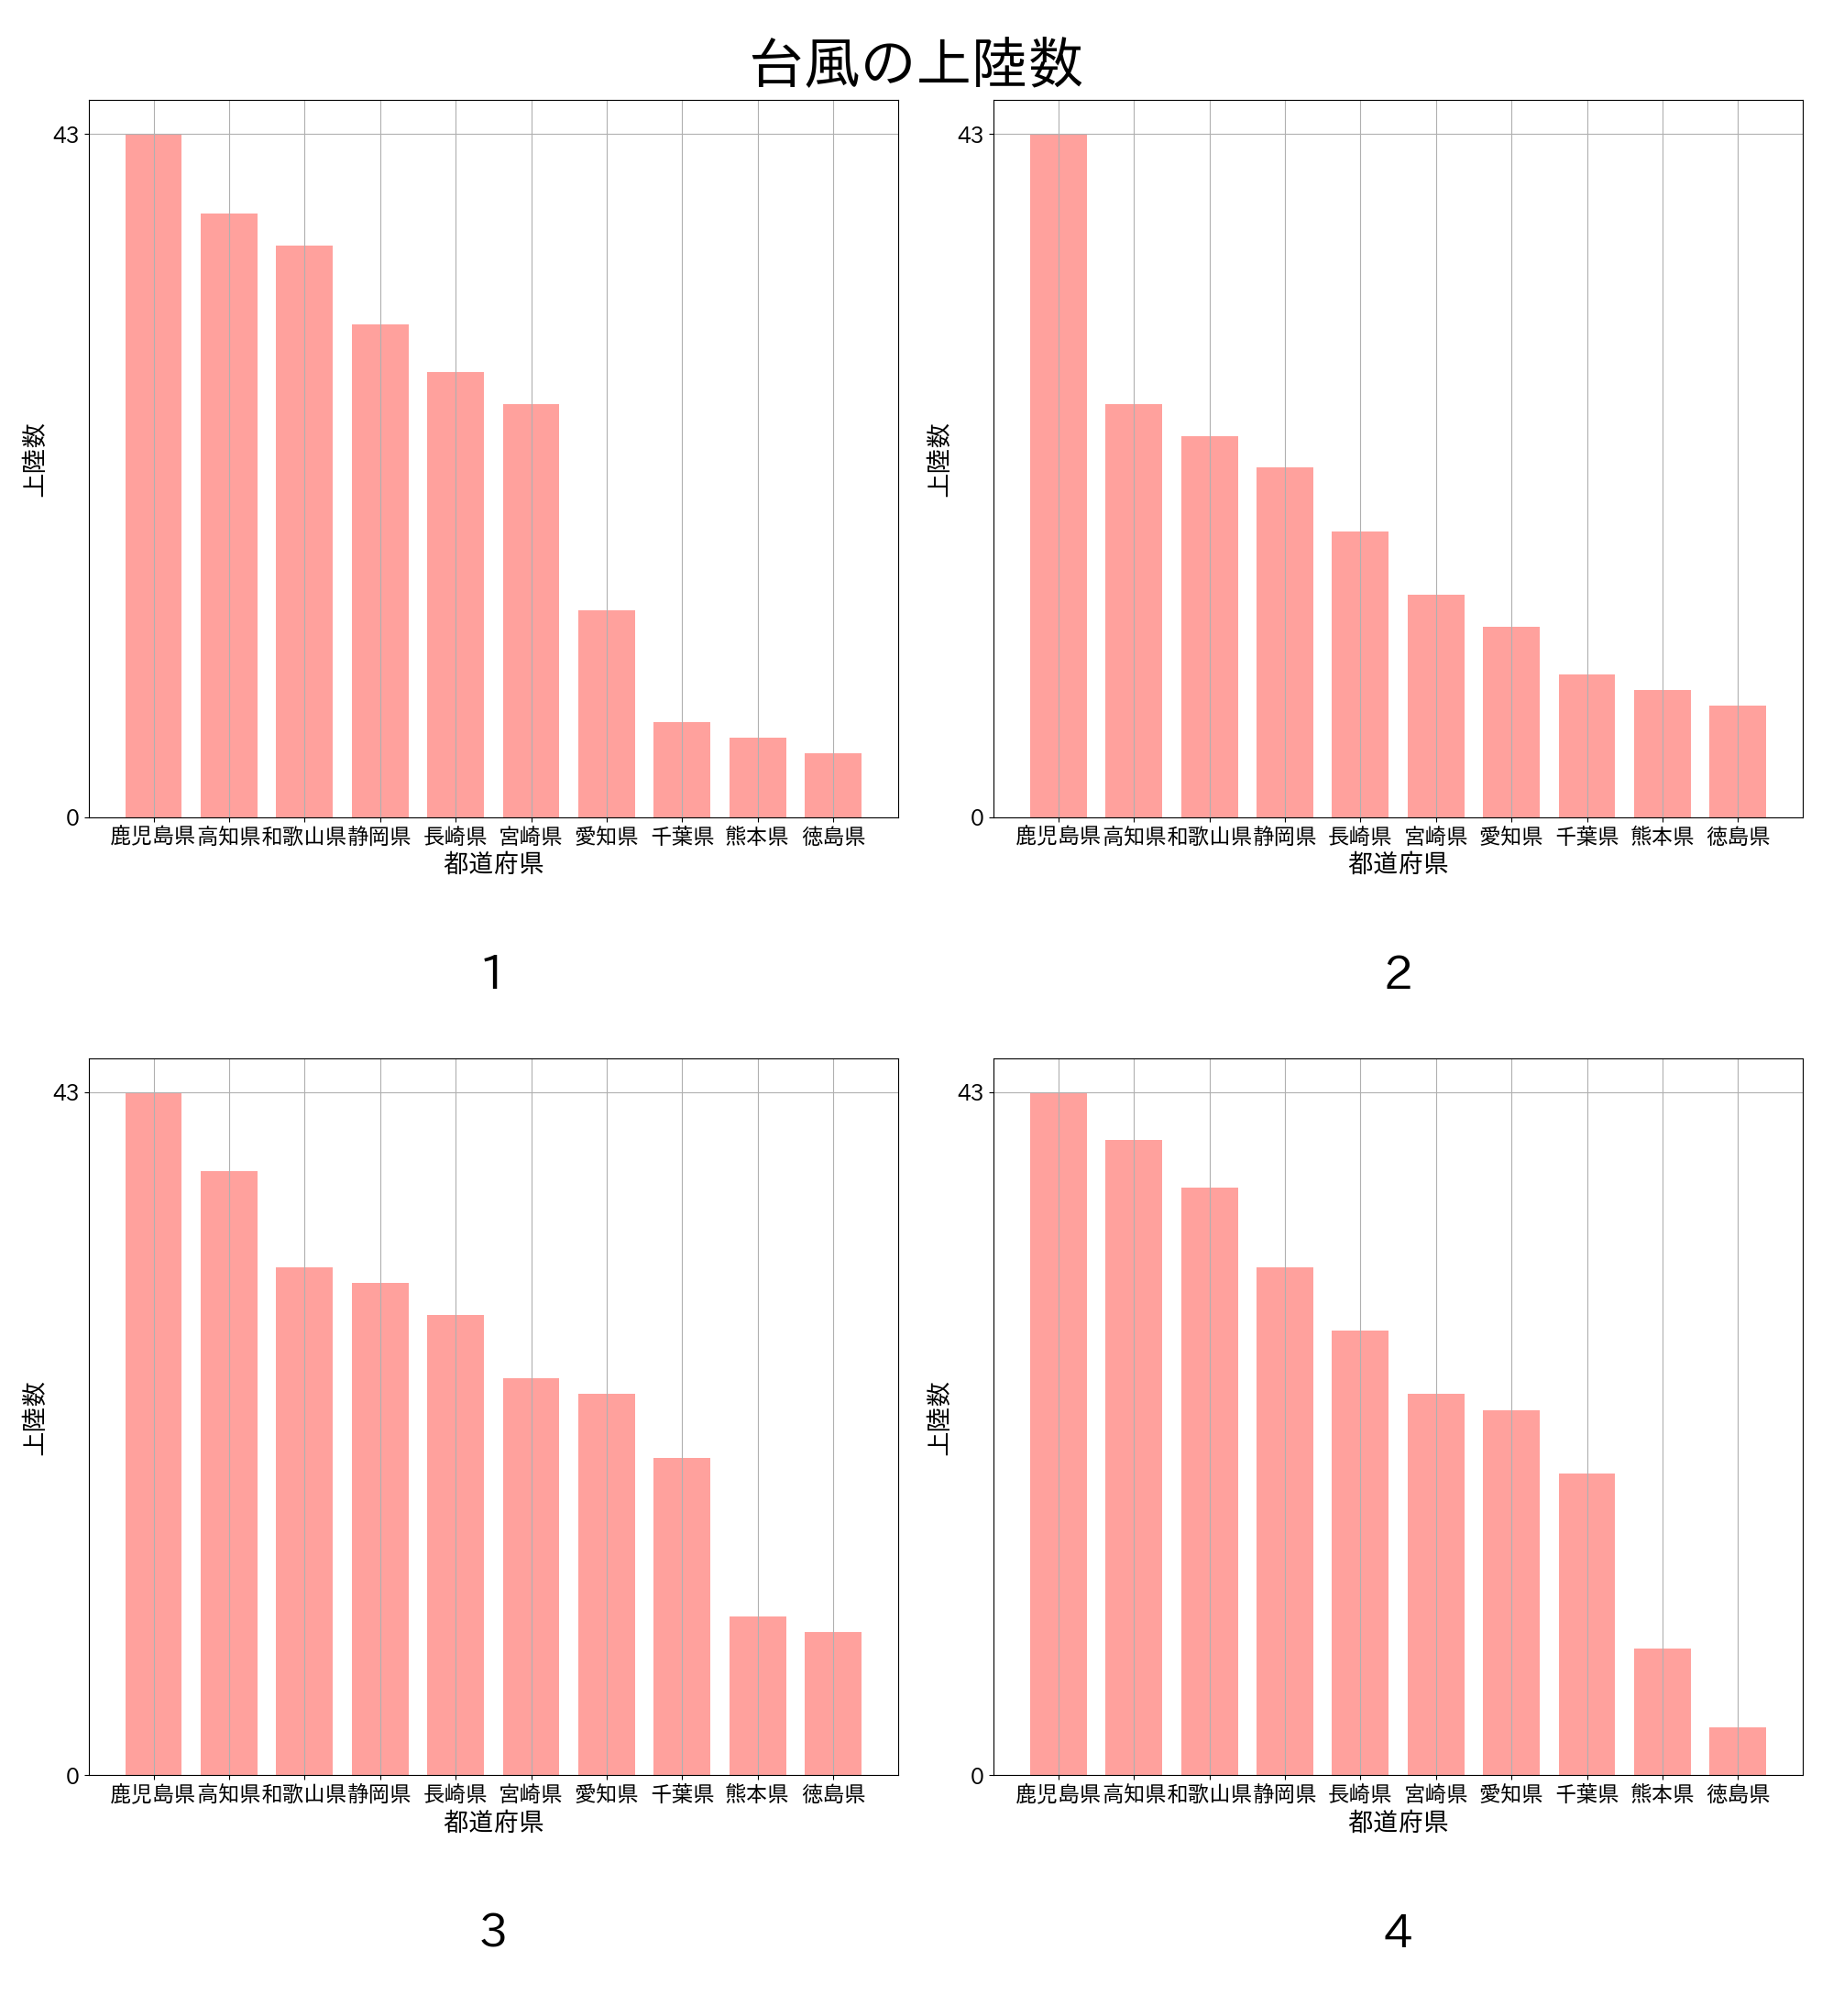 台風の上陸数
43
0
上陸数
鹿児島県 高知県 和歌山県 静岡県 長崎県 宮崎県 愛知県 千葉県 熊本県 徳島県
都道府県
1
43
0
上陸数
鹿児島県 高知県 和歌山県 静岡県 長崎県 宮崎県 愛知県 千葉県 熊本県 徳島県
都道府県
2
43
0
上陸数
鹿児島県 高知県 和歌山県 静岡県 長崎県 宮崎県 愛知県 千葉県 熊本県 徳島県
都道府県
3
43
0
上陸数
鹿児島県 高知県 和歌山県 静岡県 長崎県 宮崎県 愛知県 千葉県 熊本県 徳島県
都道府県
4